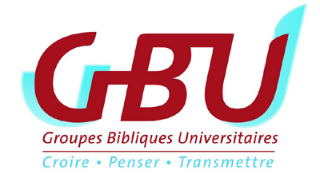 GBU
Groupes Bibliques Universitaires
Croire • Penser • Transmettre